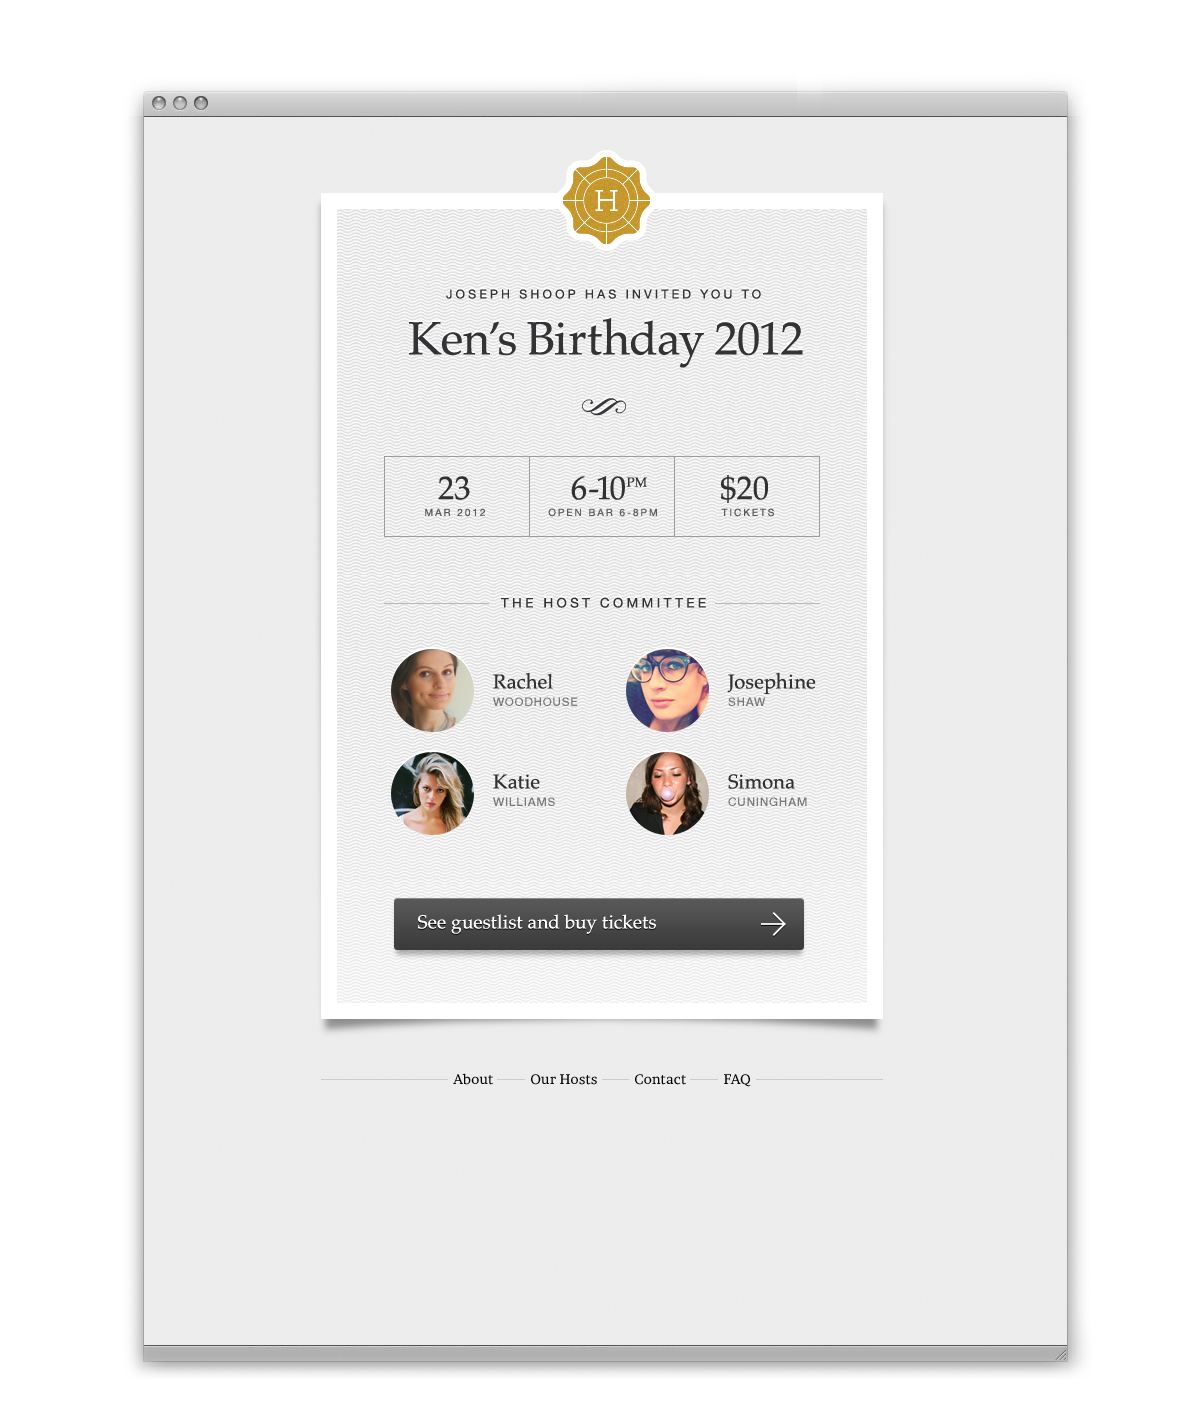 H
JOSEPH SHOOP HAS INVITED YOU TO
Ken’s Birthday 2012
23
MAR 2012
6-10PM
OPEN BAR 6-8PM
$20
TICKETS
THE HOST COMMITTEE
Rachel
WOODHOUSE
Josephine
SHAW
Katie
WILLIAMS
Simona
CUNINGHAM
See guestlist and buy tickets
About Our Hosts Contact FAQ